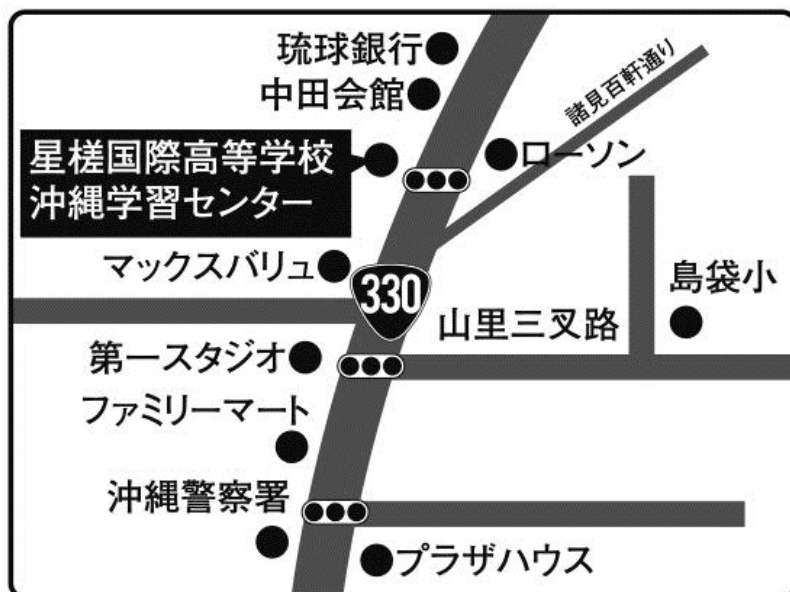 琉球銀行
中田会館
諸見百軒通り
星槎国際高等学校
沖縄学習センター
ローソン
マックスバリュ
330
島袋小
山里三叉路
第一スタジオ
ファミリーマート
沖縄警察署
プラザハウス